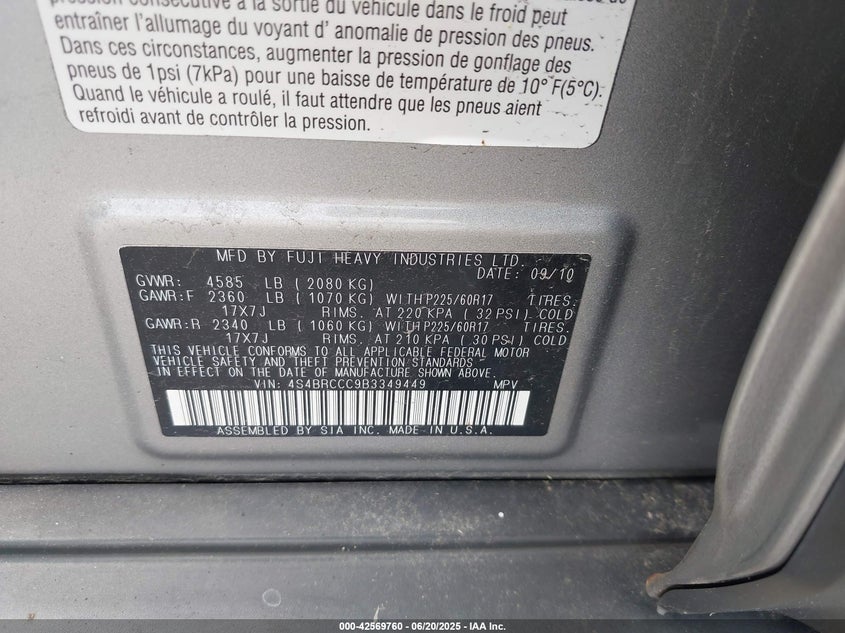 pression consécutive à la sortie du véhicule dans le froid peut
entraîner l'allumage du voyant d' anomalie de pression des pneus.
Dans ces circonstances, augmenter la pression de gonflage des
pneus de 1psi (7kPa) pour une baisse de température de 10° F(5°C).
Quand le véhicule a roulé, il faut attendre que les pneus aient
refroidi avant de contrôler la pression.
MFD BY FUJI HEAVY INDUSTRIES LTD.
DATE: 09/10
GVWR: 4585 LB ( 2080 KG)
GAWR:F 2360 LB ( 1070 KG) WITH P225/60R17 TIRES.
17X7J RIMS. AT 220 KPA ( 32 PSI) COLD
GAWR:R 2340 LB ( 1060 KG) WITH P225/60R17 TIRES.
17X7J RIMS. AT 210 KPA ( 30 PSI) COLD
THIS VEHICLE CONFORMS TO ALL APPLICABLE FEDERAL MOTOR
VEHICLE SAFETY AND THEFT PREVENTION STANDARDS
IN EFFECT ON THE DATE OF MANUFACTURE SHOWN ABOVE.
VIN: 4S4BRCCC9B3349449 MPV
ASSEMBLED BY SIA INC. MADE IN U.S.A.
000-42569760 - 06/20/2025 - IAA Inc.